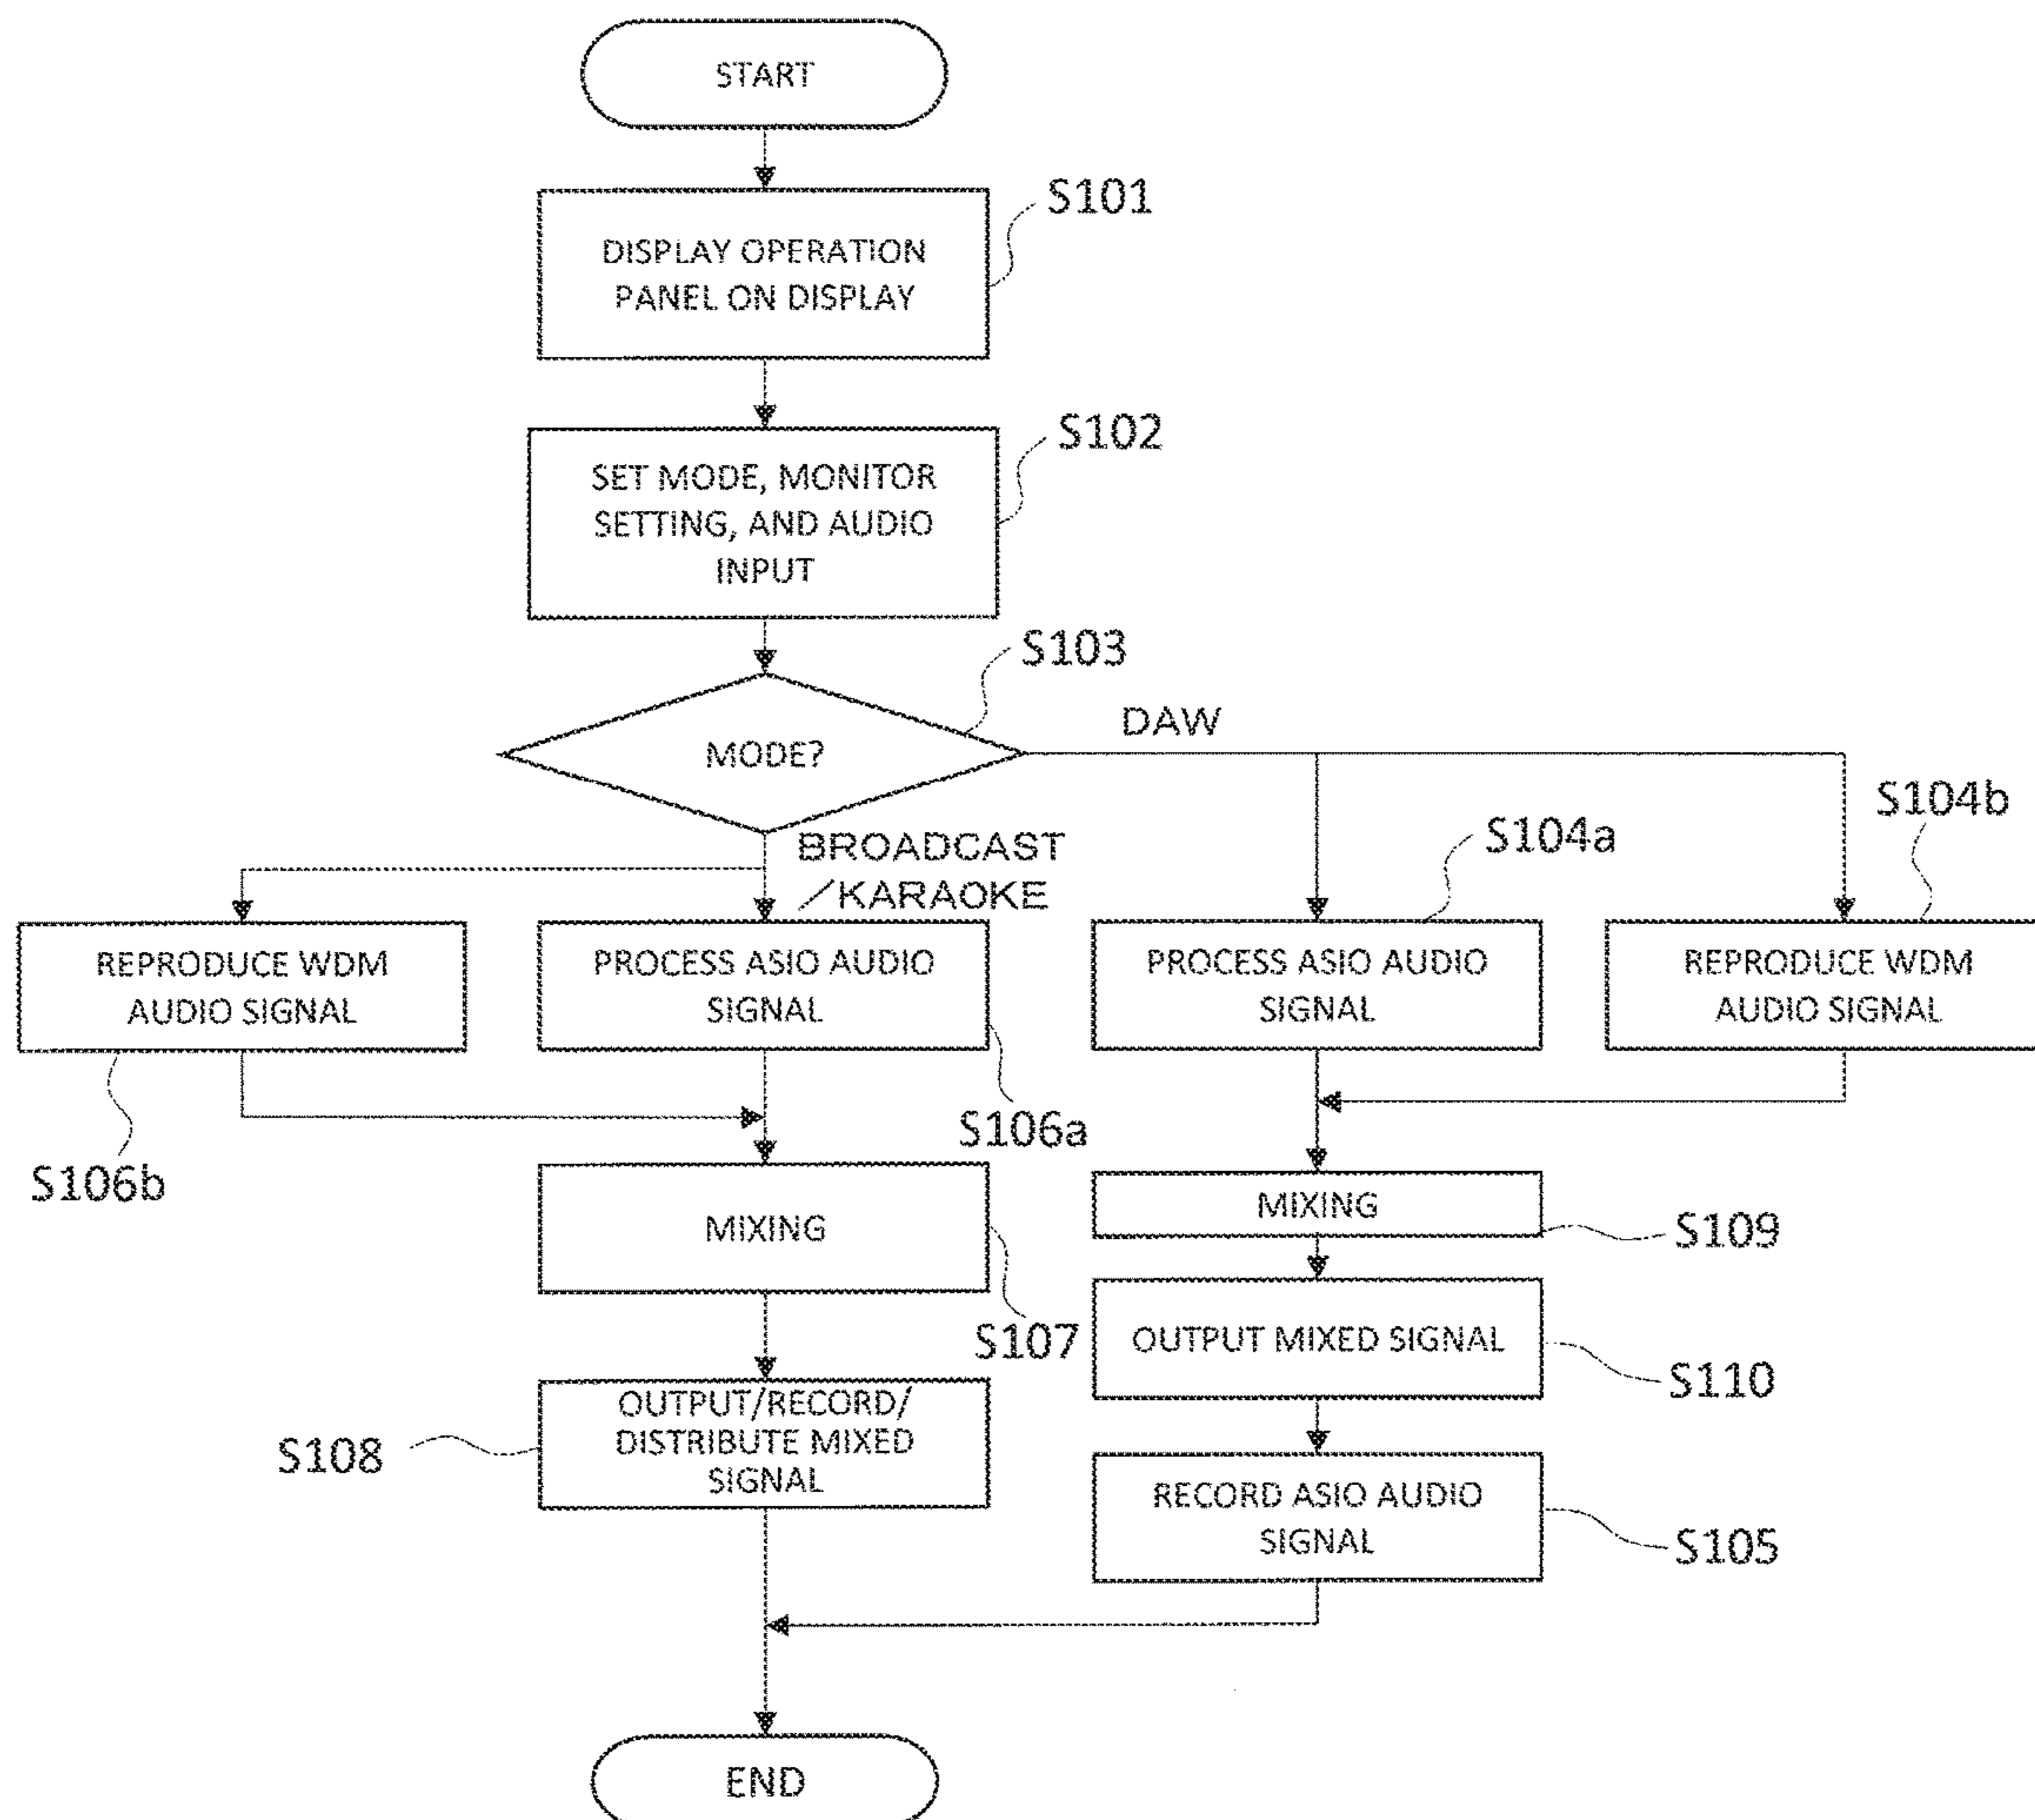 START
S101
DISPLAY OPERATION
PANEL ON DISPLAY
S102
SET MODE, MONITOR
SETTING, AND AUDIO
INPUT
S103
MODE?
DAW
BROADCAST
/KARAOKE
S104a
S104b
REPRODUCE WDM
AUDIO SIGNAL
PROCESS ASIO AUDIO
SIGNAL
PROCESS ASIO AUDIO
SIGNAL
REPRODUCE WDM
AUDIO SIGNAL
S106b
S106a
MIXING
S107
MIXING
S109
OUTPUT MIXED SIGNAL
S110
OUTPUT/RECORD/
DISTRIBUTE MIXED
SIGNAL
S108
RECORD ASIO AUDIO
SIGNAL
S105
END